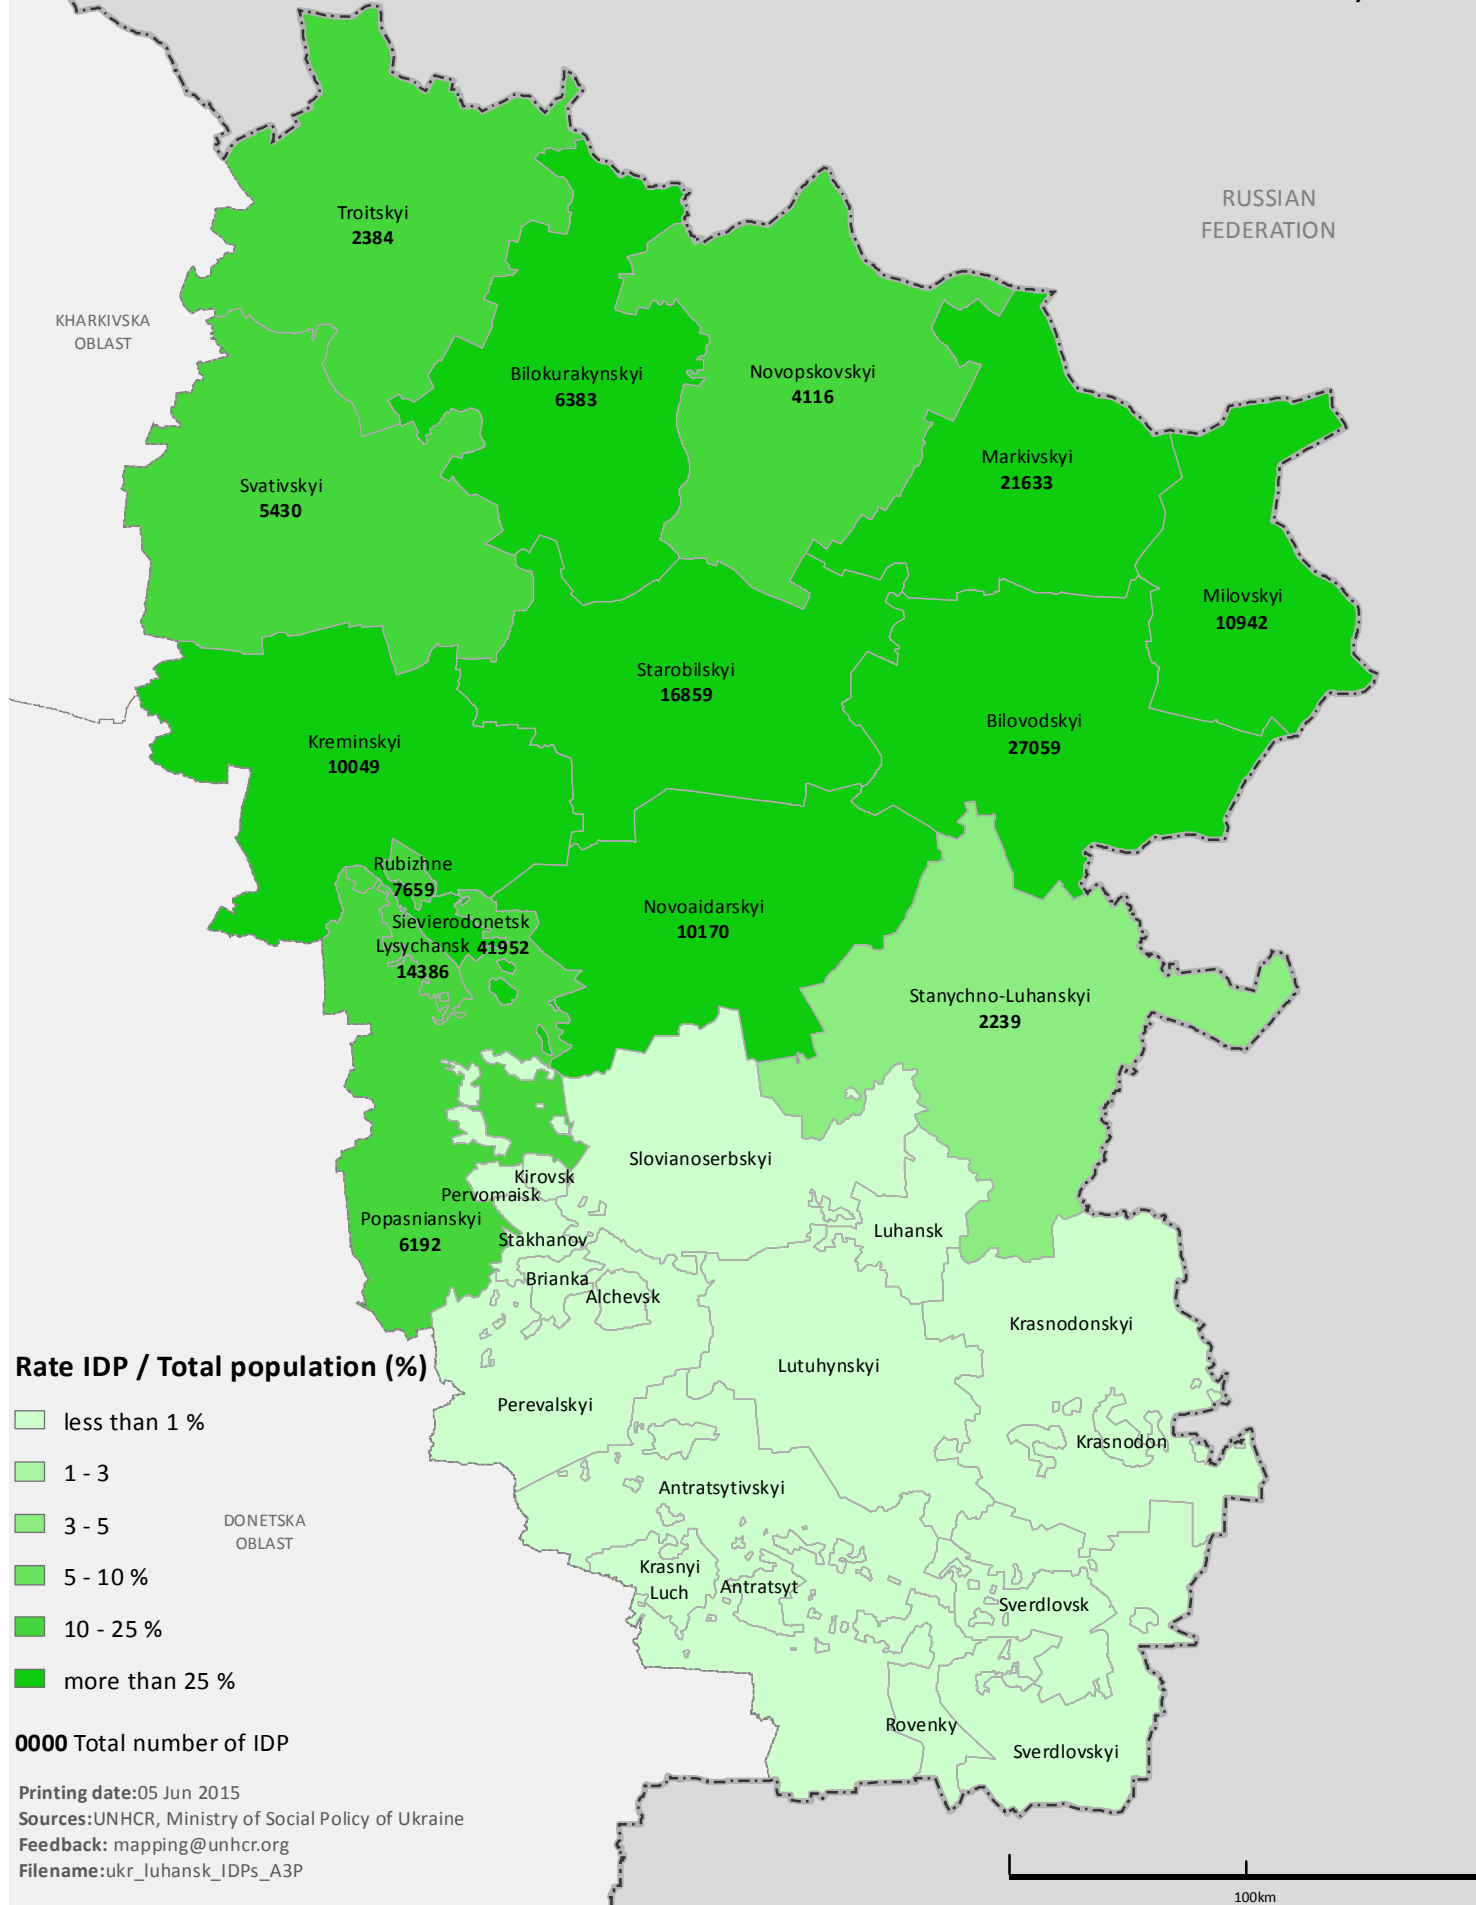 RUSSIAN
FEDERATION
Troitskyi
2384
KHARKIVSKA
OBLAST
Bilokurakynskyi
6383
Novopskovskyi
4116
Markivskyi
21633
Svativskyi
5430
Milovskyi
10942
Starobilskyi
16859
Bilovodskyi
27059
Kreminskyi
10049
Rubizhne
7659
Novoaidarskyi
10170
Sievierodonetsk
41952
Lysychansk
14386
Stanychno-Luhanskyi
2239
Slovianoserbskyi
Kirovsk
Pervomaisk
Popasnianskyi
6192
Stakhanov
Luhansk
Brianka
Alchevsk
Krasnodonskyi
Lutuhynskyi
Perevalskyi
Krasnodon
Antratsytivskyi
Krasnyi
Luch
Antratsyt
Sverdlovsk
Rovenky
Sverdlovskyi
DONETSKA
OBLAST
Rate IDP / Total population (%)
less than 1 %
1 - 3
3 - 5
5 - 10 %
10 - 25 %
more than 25 %
0000 Total number of IDP
Printing date:05 Jun 2015
Sources:UNHCR, Ministry of Social Policy of Ukraine
Feedback: mapping@unhcr.org
Filename:ukr_luhansk_IDPs_A3P
100km